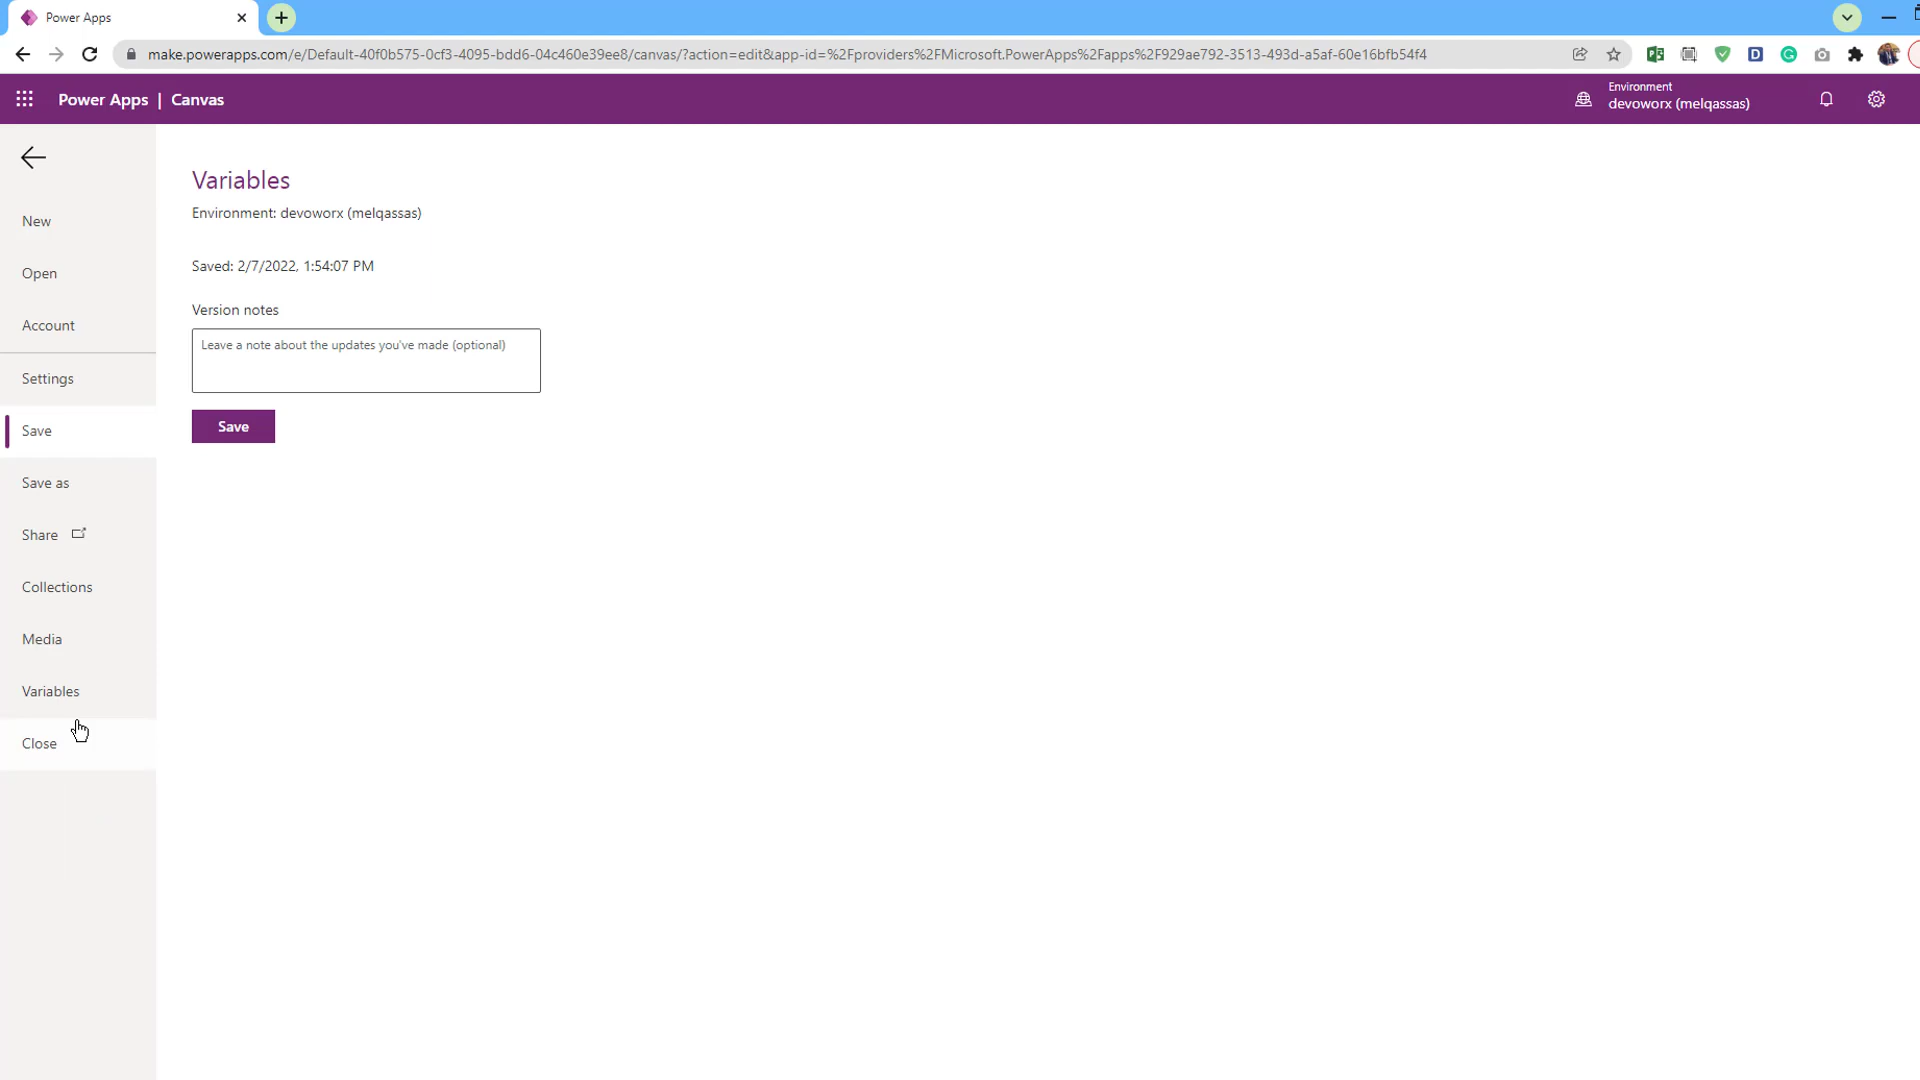 Power Apps
make.powerapps.com/e/Default-40f0b575-0cf3-4095-bdd6-04c460e39ee8/canvas/?action=edit&app-id=%2Fproviders%2FMicrosoft.PowerApps%2Fapps%2F929ae792-3513-493d-a5af-60e16bfb54f4
Power Apps | Canvas
Environment
devoworx (melqassas)
New
Open
Account
Settings
Save
Save as
Share
Collections
Media
Variables
Close
Variables
Environment: devoworx (melqassas)
Saved: 2/7/2022, 1:54:07 PM
Version notes
Leave a note about the updates you've made (optional)
Save